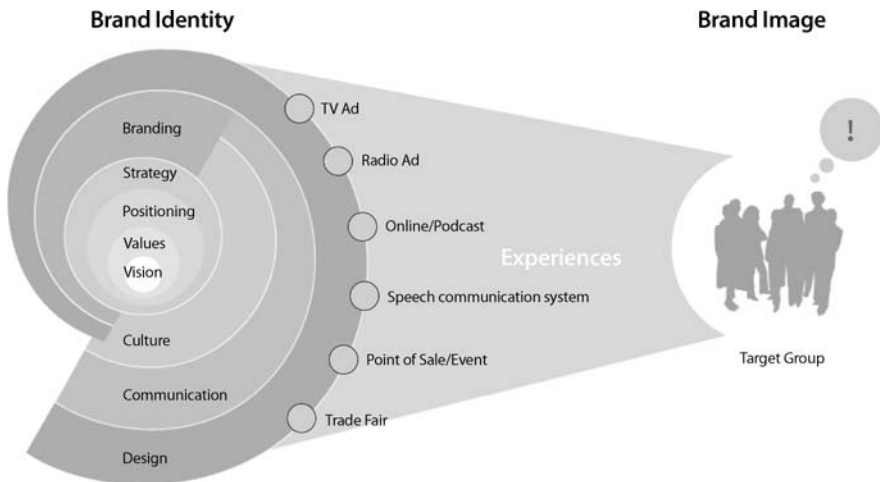 Brand Identity
Brand Image
TV Ad
Branding
Radio Ad
Strategy
Positioning
Online/Podcast
Values
Experiences
Vision
Speech communication system
Culture
Point of Sale/Event
Target Group
Communication
Trade Fair
Design
!